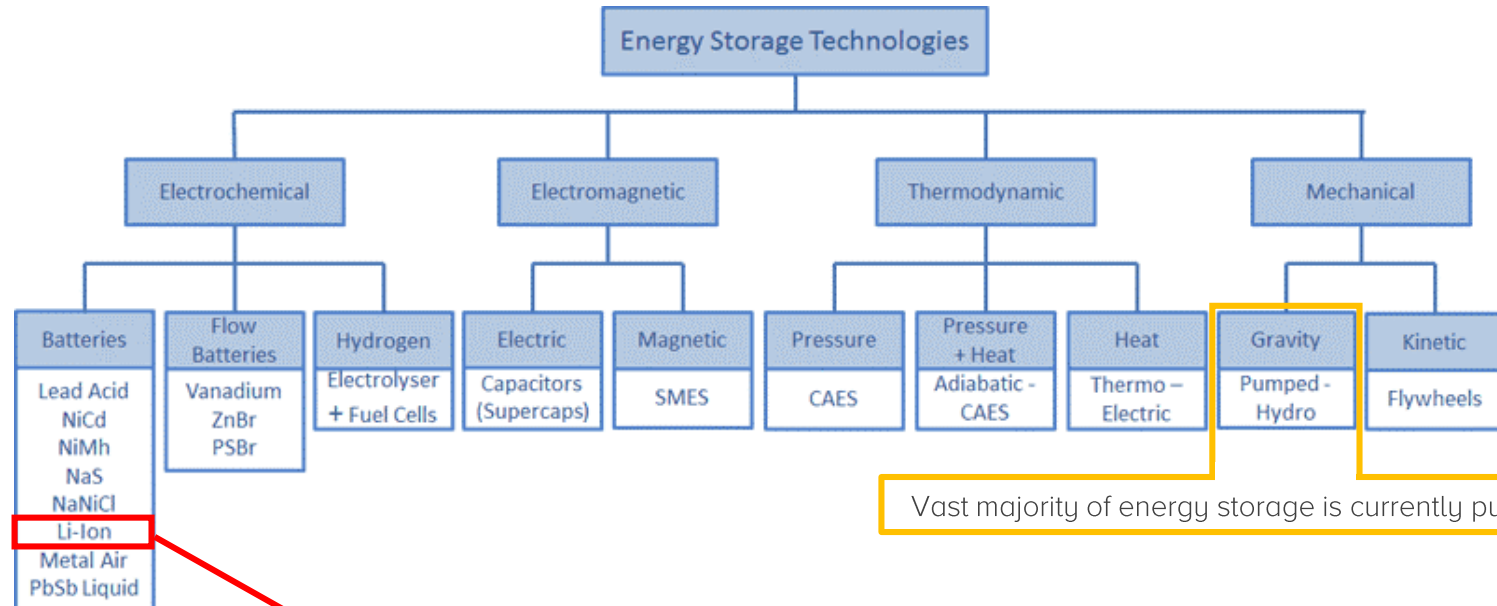 Energy Storage Technologies
Electrochemical
Electromagnetic
Thermodynamic
Mechanical
Batteries
Lead Acid
NiCd
NiMh
NaS
NaNiCl
Li-Ion
Metal Air
PbSb Liquid
Flow
Batteries
Vanadium
ZnBr
PSBr
Hydrogen
Electrolyser
+ Fuel Cells
Electric
Capacitors
(Supercaps)
Magnetic
SMES
Pressure
CAES
Pressure
+ Heat
Adiabatic -
CAES
Heat
Thermo –
Electric
Gravity
Pumped -
Hydro
Kinetic
Flywheels
Vast majority of energy storage is currently pu